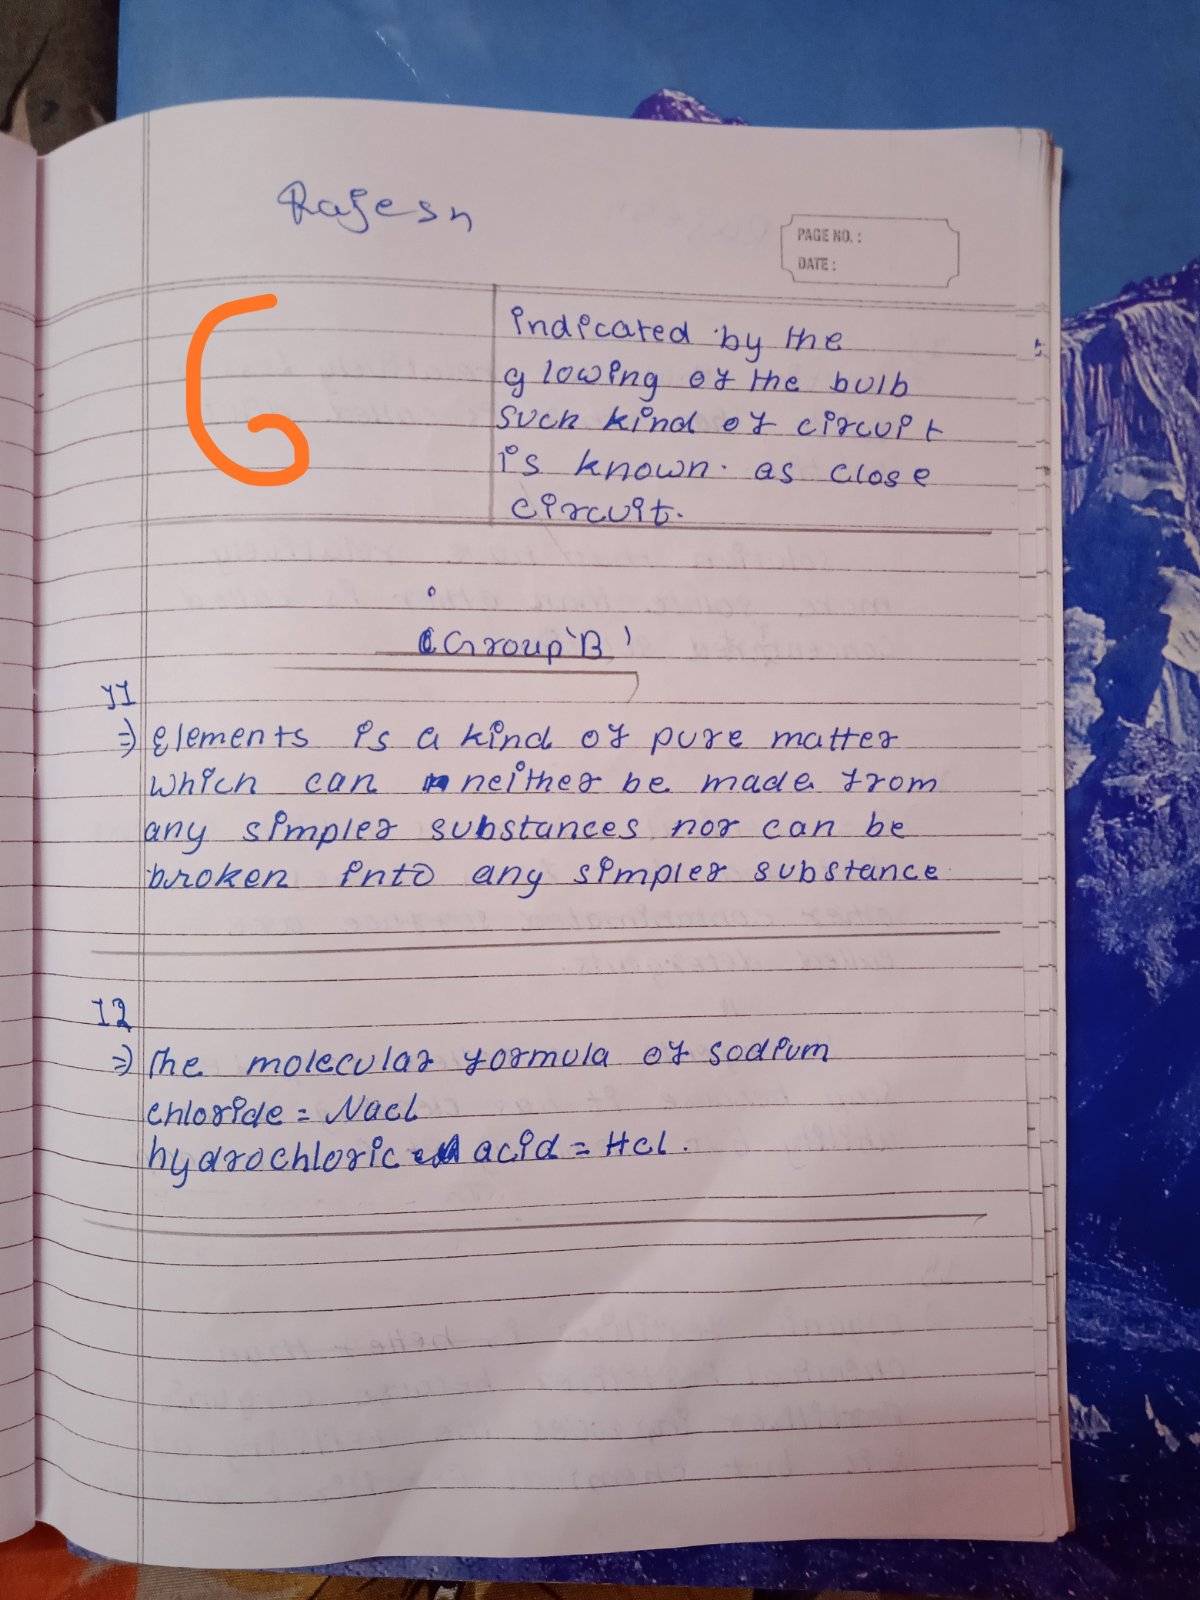 Rajesh
PAGE NO.:
DATE:
6
indicated by the
glowing of the bulb
such kind of circuit
is known. as close
circuit.
Group 'B'
11
⇒ Elements is a kind of pure matter
which can neither be made from
any simpler substances nor can be
broken into any simpler substance
12
⇒ The molecular formula of sodium
chloride = Nacl
hydrochloric acid = Hcl.